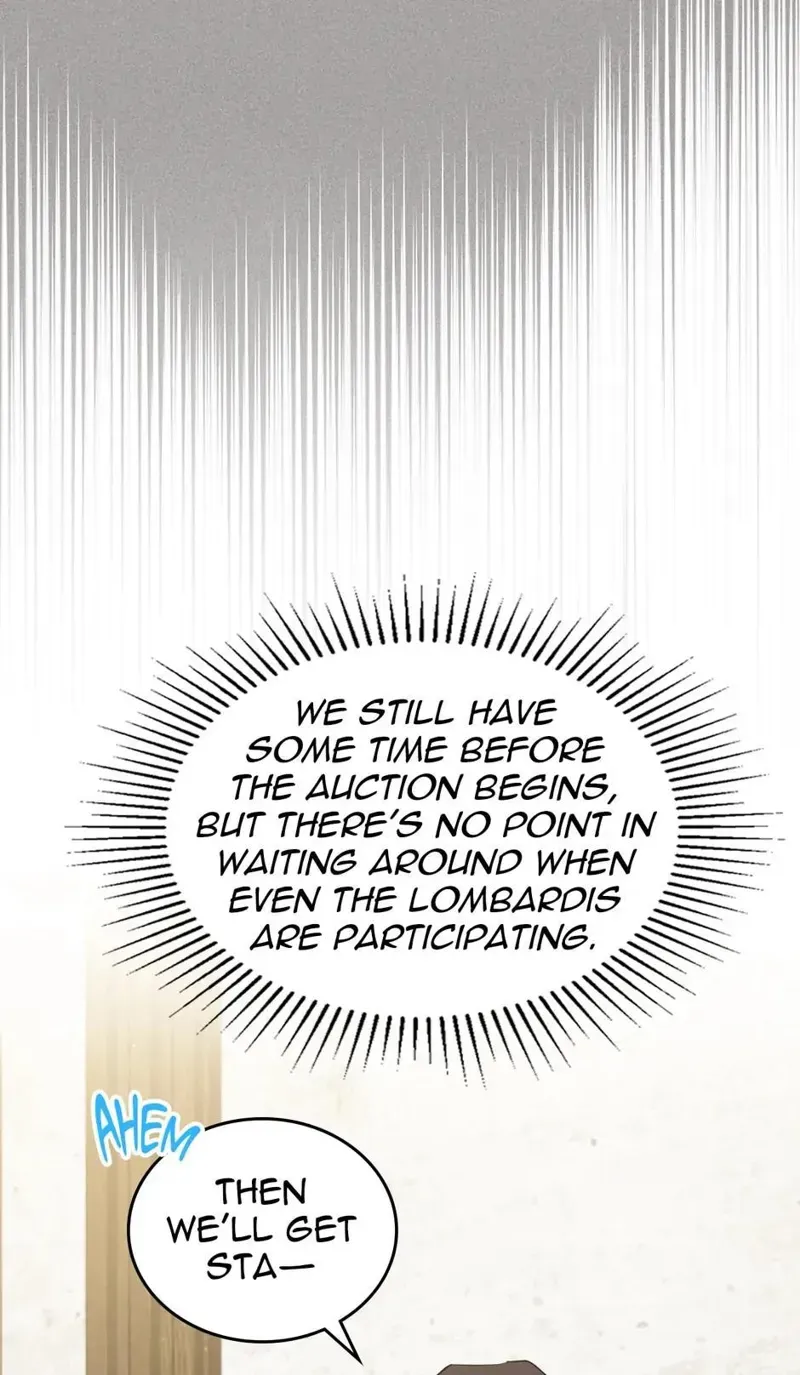 WE STILL HAVE
SOME TIME BEFORE
THE AUCTION BEGINS,
BUT THERE'S NO POINT IN
WAITING AROUND WHEN
EVEN THE LOMBARDIS
ARE PARTICIPATING.
AHEM
THEN
WE'LL GET
STA—